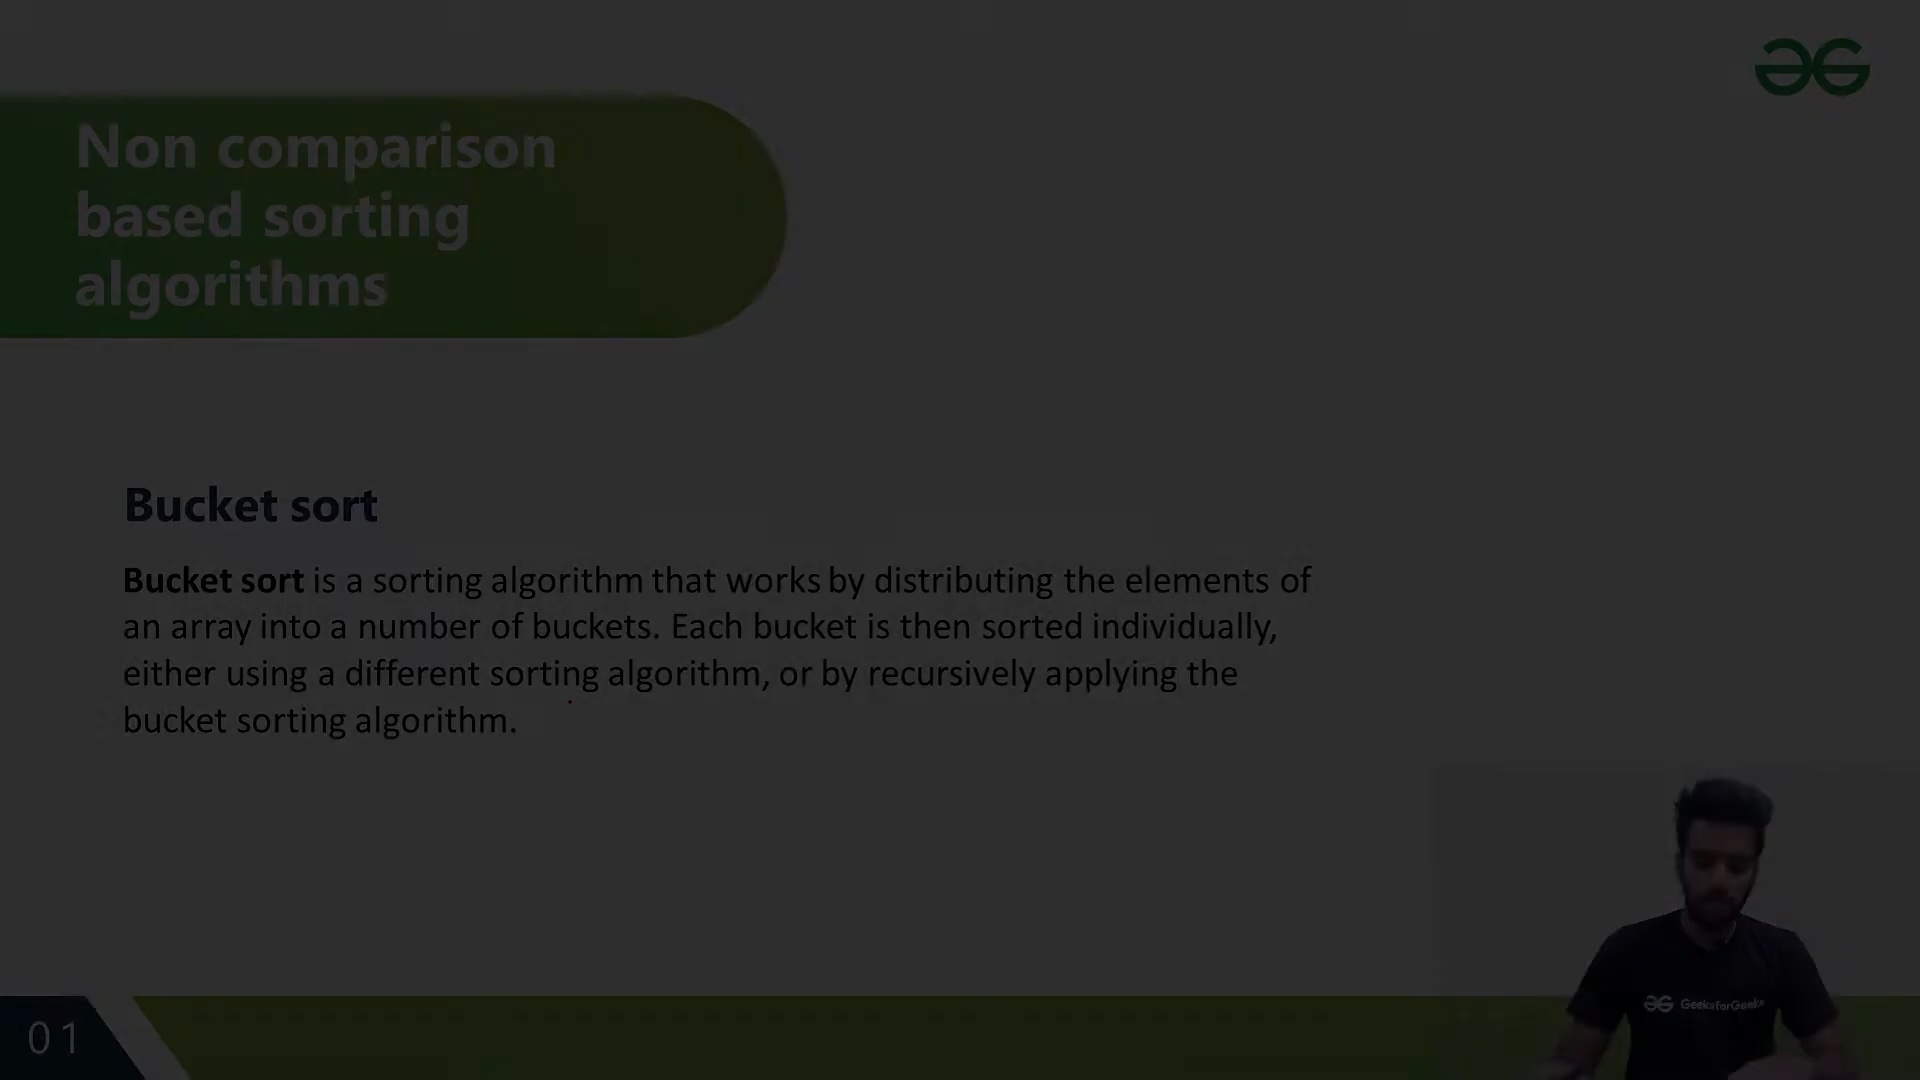 Non comparison
based sorting
algorithms
Bucket sort
Bucket sort is a sorting algorithm that works by distributing the elements of
an array into a number of buckets. Each bucket is then sorted individually,
either using a different sorting algorithm, or by recursively applying the
bucket sorting algorithm.
GeeksforGeeks
01